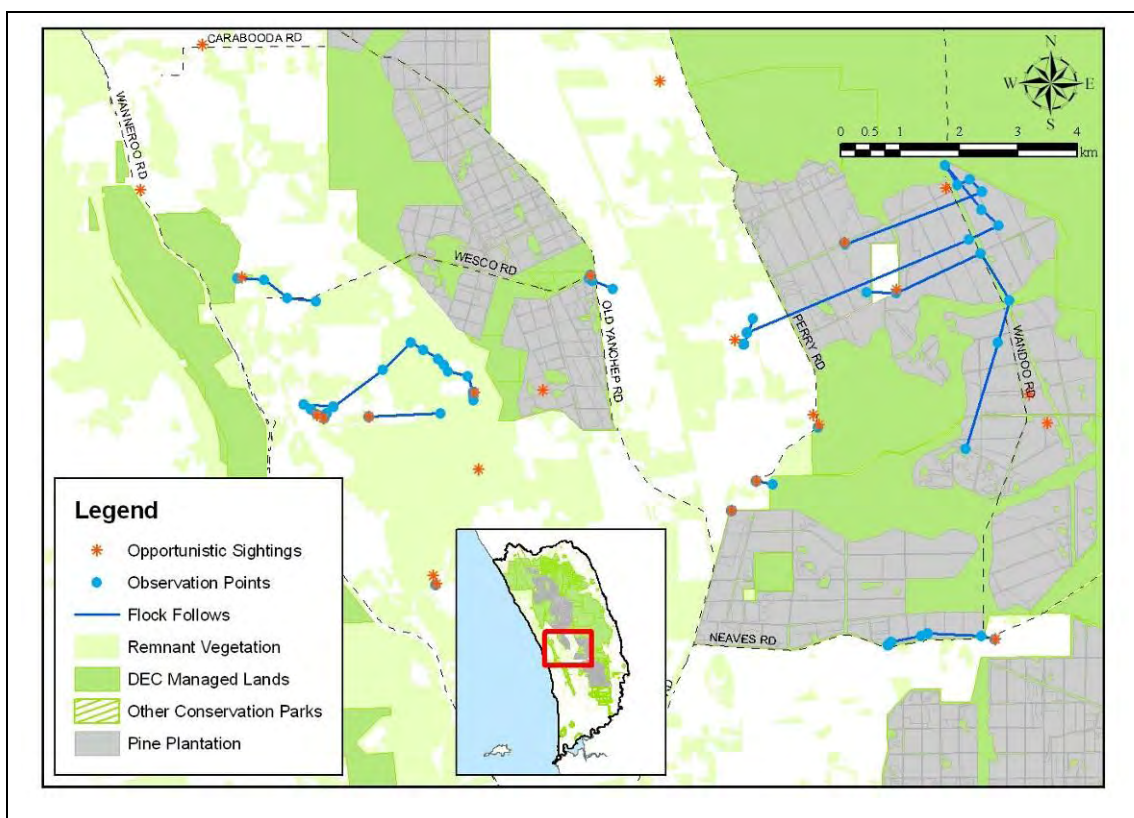 CARABOODA RD
WANNEROO RD
N
W
E
S
0 0.5 1 2 3 4
km
WESCO RD
OLD YANCHEP RD
PERRY RD
WANDOO RD
NEAVES RD
Legend
Opportunistic Sightings
Observation Points
Flock Follows
Remnant Vegetation
DEC Managed Lands
Other Conservation Parks
Pine Plantation